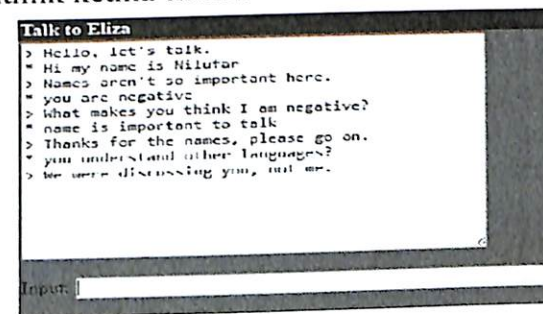 Talk to Eliza
> Hello, let's talk.
* Hi my name is Nilufar
> Names aren't so important here.
* you are negative
> What makes you think I am negative?
* name is important to talk
> Thanks for the names, please go on.
* you understand other languages?
> We were discussing you, not me.
Input: